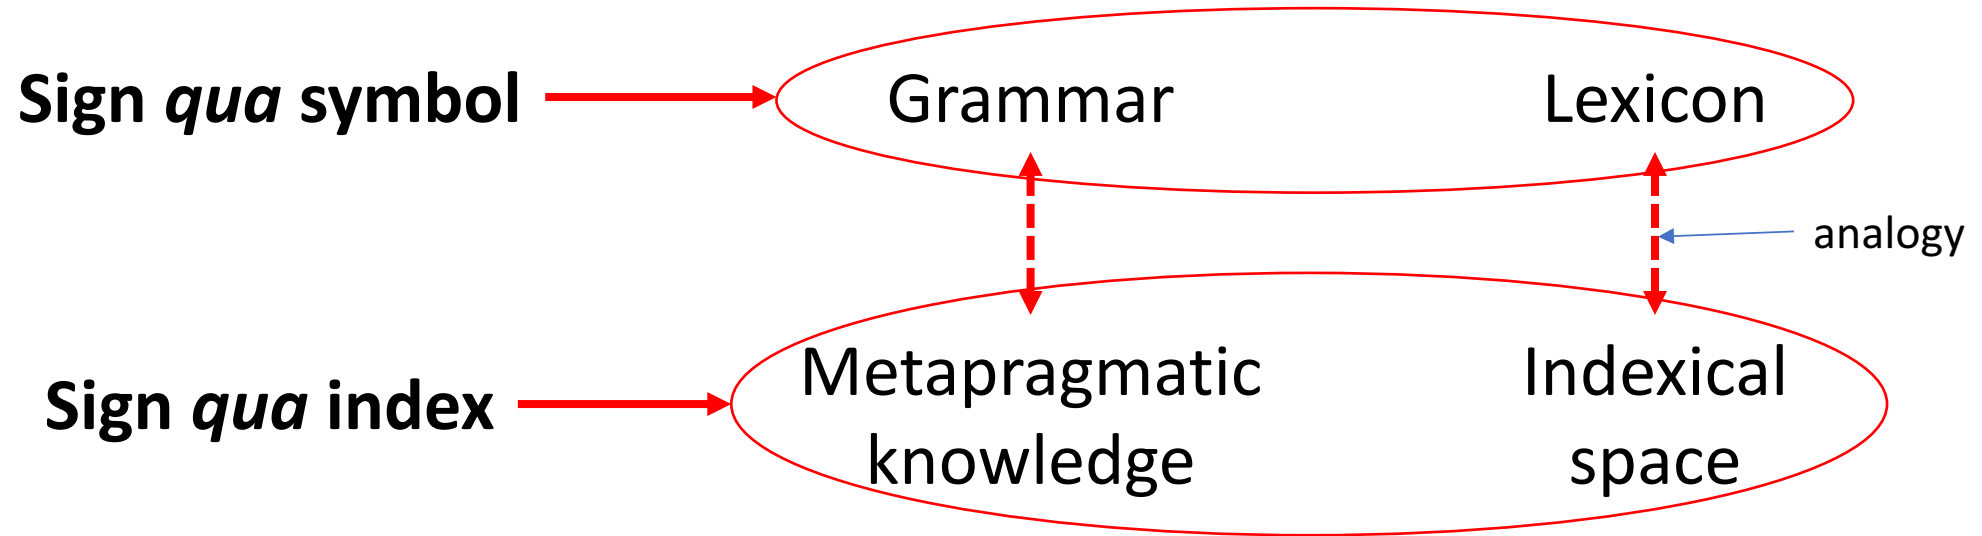 Sign qua symbol
Grammar
Lexicon
analogy
Sign qua index
Metapragmatic
knowledge
Indexical
space